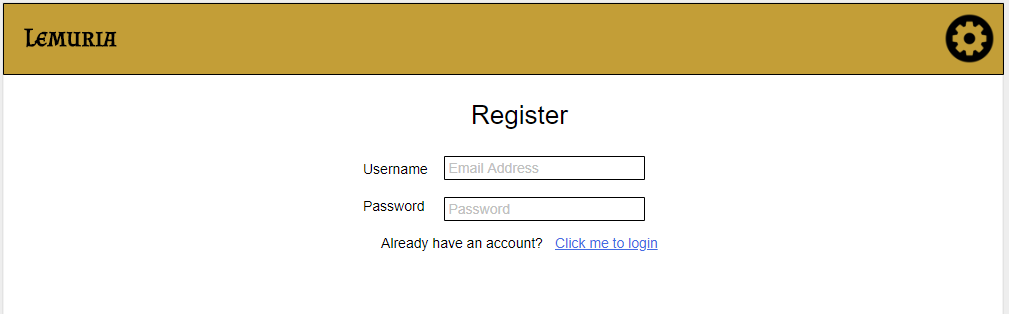 Lemuria
Register
Username Email Address
Password Password
Already have an account? Click me to login